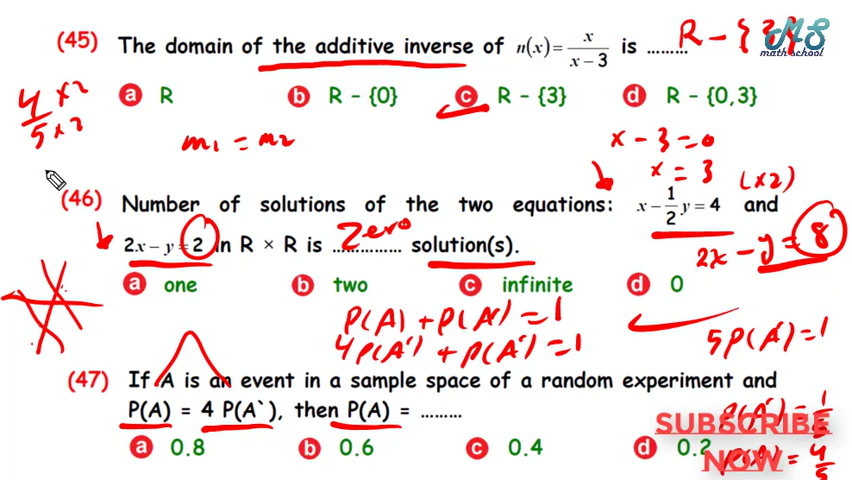 MS
math school
(45) The domain of the additive inverse of n(x) = x / x - 3 is ......... R - {3}
a R b R - {0} c R - {3} d R - {0,3}
4 ×2
5 ×2
m₁ = m₂
x - 3 = 0
x = 3
(46) Number of solutions of the two equations: x - 1/2 y = 4 and
(×2)
2x - y = 2 in R × R is ............... solution(s).
Zero
2x - y = 8
a one b two c infinite d 0
P(A) + P(A') = 1
4P(A') + P(A') = 1
5P(A') = 1
(47) If A is an event in a sample space of a random experiment and
P(A) = 4 P(A`), then P(A) = .........
P(A') = 1/5
a 0.8 b 0.6 c 0.4 d 0.2
P(A) = 4/5
SUBSCRIBE
NOW